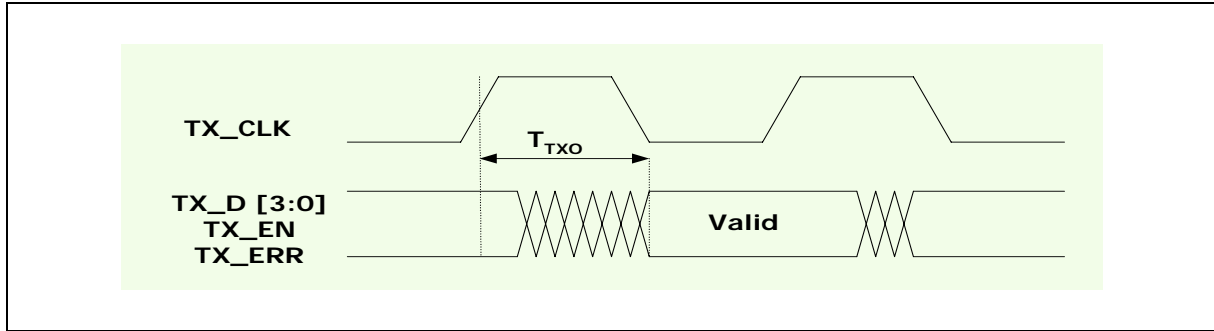 TX_CLK
T_TXO
TX_D [3:0]
TX_EN
TX_ERR
Valid